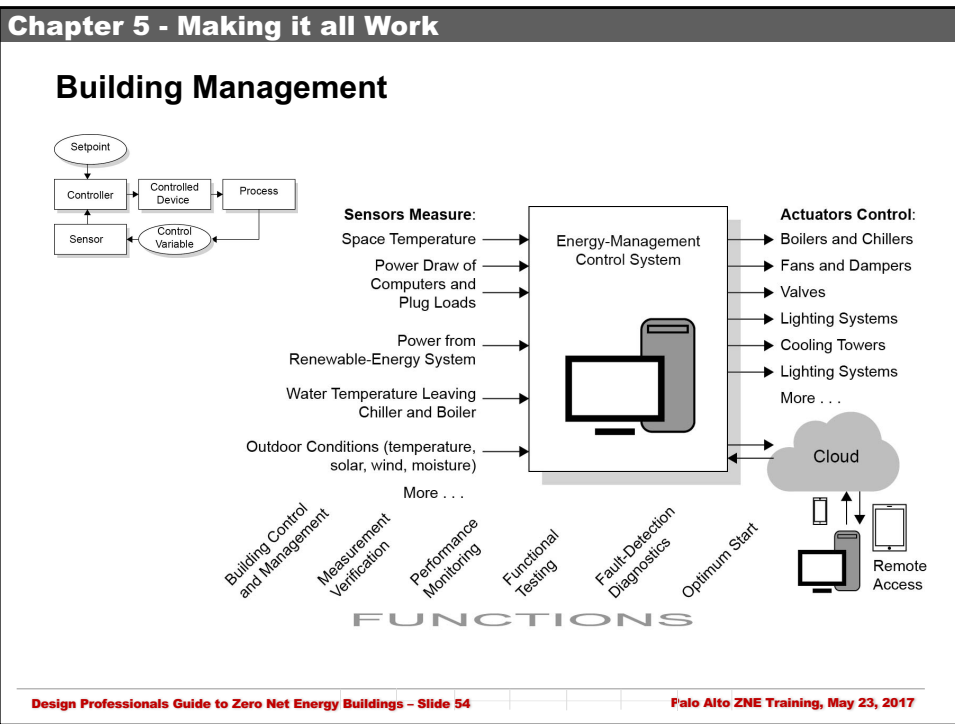 Chapter 5 - Making it all Work
Building Management
Setpoint
Controller
Controlled
Device
Process
Sensor
Control
Variable
Sensors Measure:
Space Temperature
Power Draw of
Computers and
Plug Loads
Power from
Renewable-Energy System
Water Temperature Leaving
Chiller and Boiler
Outdoor Conditions (temperature,
solar, wind, moisture)
More . . .
Energy-Management
Control System
Actuators Control:
Boilers and Chillers
Fans and Dampers
Valves
Lighting Systems
Cooling Towers
Lighting Systems
More . . .
Cloud
Remote
Access
Building Control
and Management
Measurement
Verification
Performance
Monitoring
Functional
Testing
Fault-Detection
Diagnostics
Optimum Start
FUNCTIONS
Design Professionals Guide to Zero Net Energy Buildings – Slide 54
Palo Alto ZNE Training, May 23, 2017